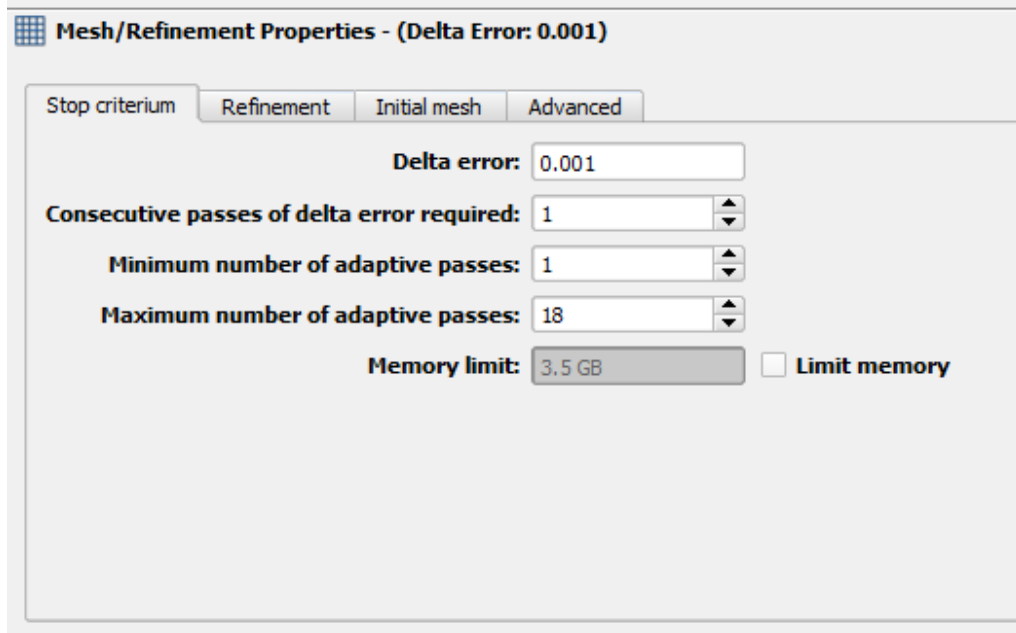 Mesh/Refinement Properties - (Delta Error: 0.001)
Stop criterium Refinement Initial mesh Advanced
Delta error: 0.001
Consecutive passes of delta error required: 1
Minimum number of adaptive passes: 1
Maximum number of adaptive passes: 18
Memory limit: 3.5 GB Limit memory